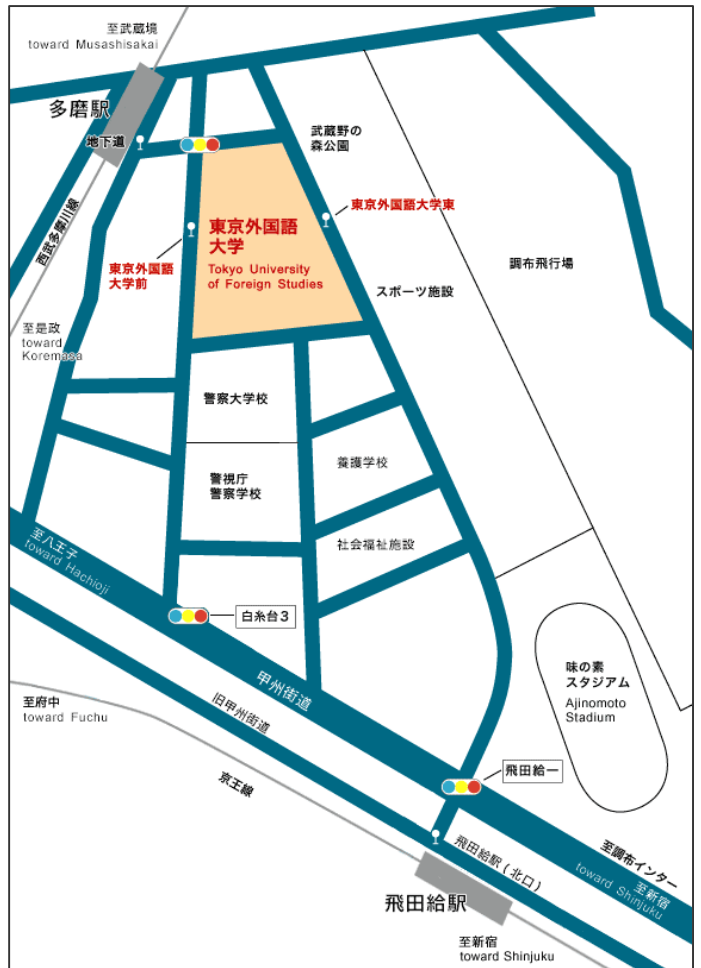 至武蔵境
toward Musashisakai
多磨駅
地下道
武蔵野の
森公園
東京外国語大学東
東京外国語
大学
Tokyo University
of Foreign Studies
西武多摩川線
東京外国語
大学前
調布飛行場
スポーツ施設
至是政
toward
Koremasa
警察大学校
養護学校
警視庁
警察学校
至八王子
toward Hachioji
社会福祉施設
白糸台3
味の素
スタジアム
Ajinomoto
Stadium
甲州街道
至府中
toward Fuchu
旧甲州街道
京王線
飛田給一
飛田給駅(北口)
至調布インター
至新宿
toward Shinjuku
飛田給駅
至新宿
toward Shinjuku